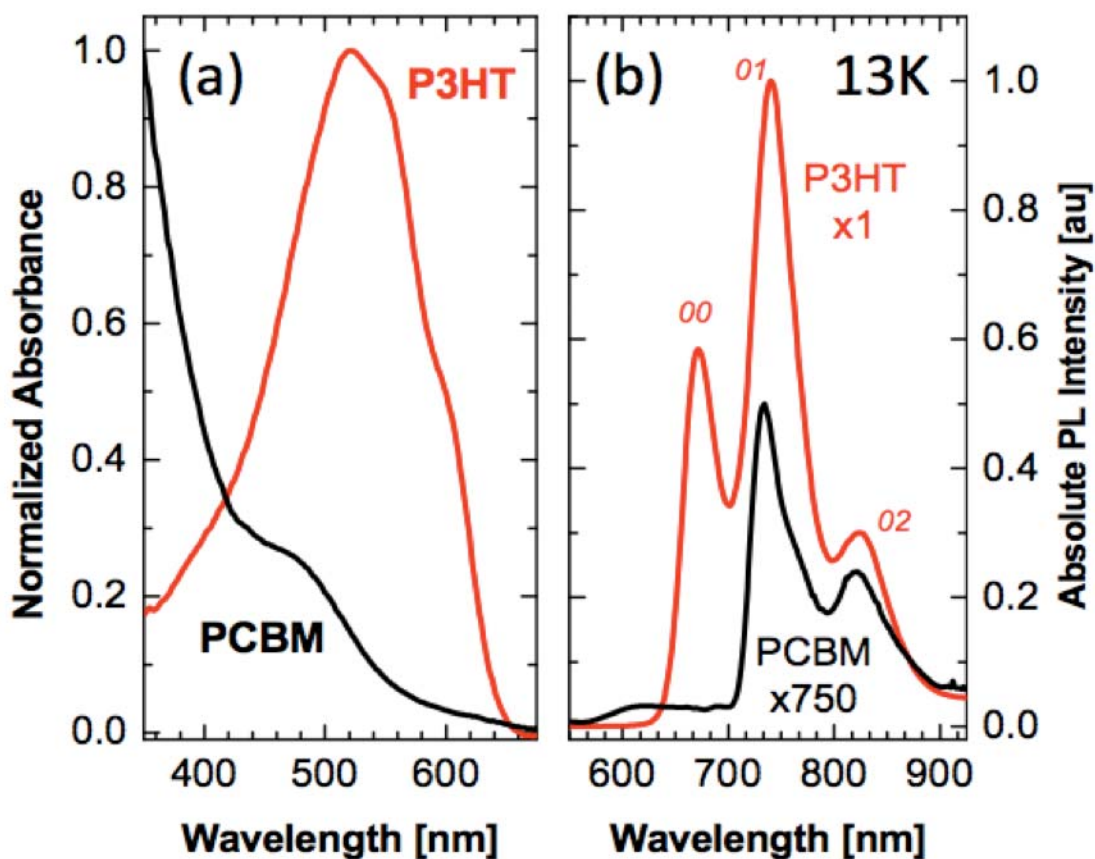 (a)
P3HT
PCBM
1.0
0.8
0.6
0.4
0.2
0.0
Normalized Absorbance
400
500
600
Wavelength [nm]
(b)
13K
01
P3HT
x1
00
02
PCBM
x750
1.0
0.8
0.6
0.4
0.2
0.0
Absolute PL Intensity [au]
600
700
800
900
Wavelength [nm]